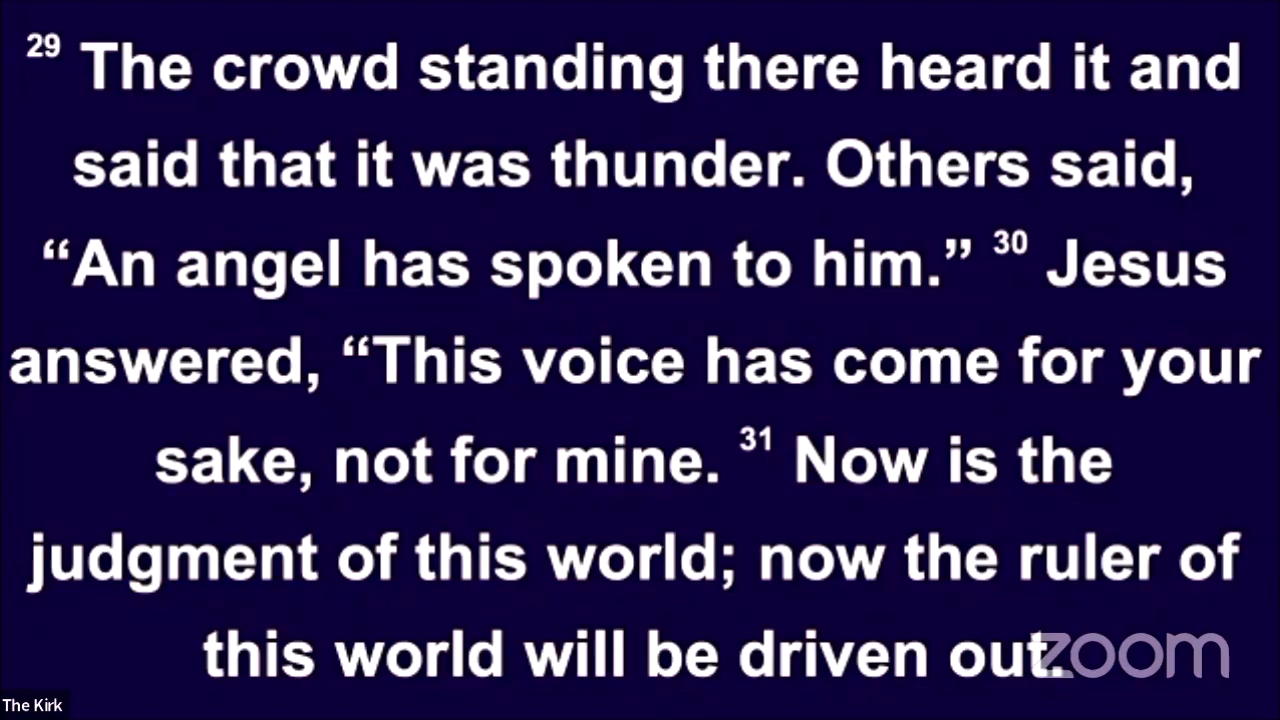 29 The crowd standing there heard it and
said that it was thunder. Others said,
“An angel has spoken to him.” 30 Jesus
answered, “This voice has come for your
sake, not for mine. 31 Now is the
judgment of this world; now the ruler of
this world will be driven out.
zoom
The Kirk